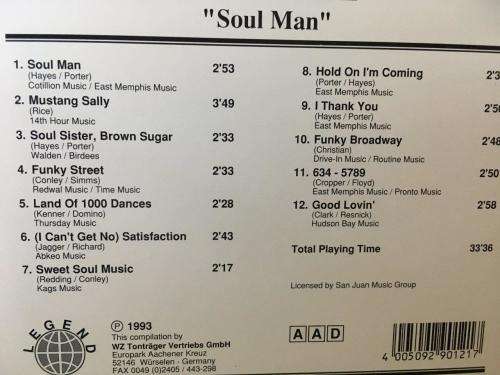 "Soul Man"
1. Soul Man 2'53
(Hayes / Porter)
Cotillion Music / East Memphis Music
2. Mustang Sally 3'49
(Rice)
14th Hour Music
3. Soul Sister, Brown Sugar 2'33
(Hayes / Porter)
Walden / Birdees
4. Funky Street 2'33
(Conley / Simms)
Redwal Music / Time Music
5. Land Of 1000 Dances 2'28
(Kenner / Domino)
Thursday Music
6. (I Can't Get No) Satisfaction 2'43
(Jagger / Richard)
Abkeo Music
7. Sweet Soul Music 2'17
(Redding / Conley)
Kags Music
8. Hold On I'm Coming
(Porter / Hayes)
East Memphis Music
9. I Thank You
(Hayes / Porter)
East Memphis Music
10. Funky Broadway 2'48
(Christian)
Drive-In Music / Routine Music
11. 634 - 5789 2'50
(Cropper / Floyd)
East Memphis Music / Pronto Music
12. Good Lovin' 2'58
(Clark / Resnick)
Hudson Bay Music
Total Playing Time 33'36
Licensed by San Juan Music Group
LEGEND
℗ 1993
This compilation by
WZ Tonträger Vertriebs GmbH
Europark Aachener Kreuz
52146 Würselen - Germany
FAX 0049 (0)2405 / 443-298
A A D
4 005092 901217